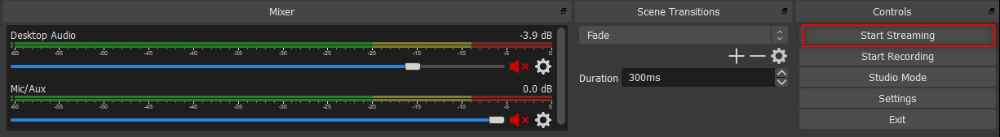 Mixer
Scene Transitions
Controls
Desktop Audio -3.9 dB
-60 -55 -50 -45 -40 -35 -30 -25 -20 -15 -10 -5 0
Mic/Aux 0.0 dB
-60 -55 -50 -45 -40 -35 -30 -25 -20 -15 -10 -5 0
Fade
Duration 300ms
Start Streaming
Start Recording
Studio Mode
Settings
Exit